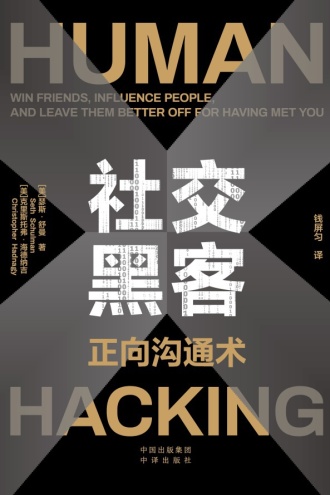 HUMAN
WIN FRIENDS, INFLUENCE PEOPLE,
AND LEAVE THEM BETTER OFF FOR HAVING MET YOU
社交
黑客
[美]瑟斯·舒曼 著
Seth Schulman
[美]克里斯托弗·海德纳吉
Christopher Hadnagy
钱屏匀 译
正向沟通术
HACKING
中国出版集团
中译出版社